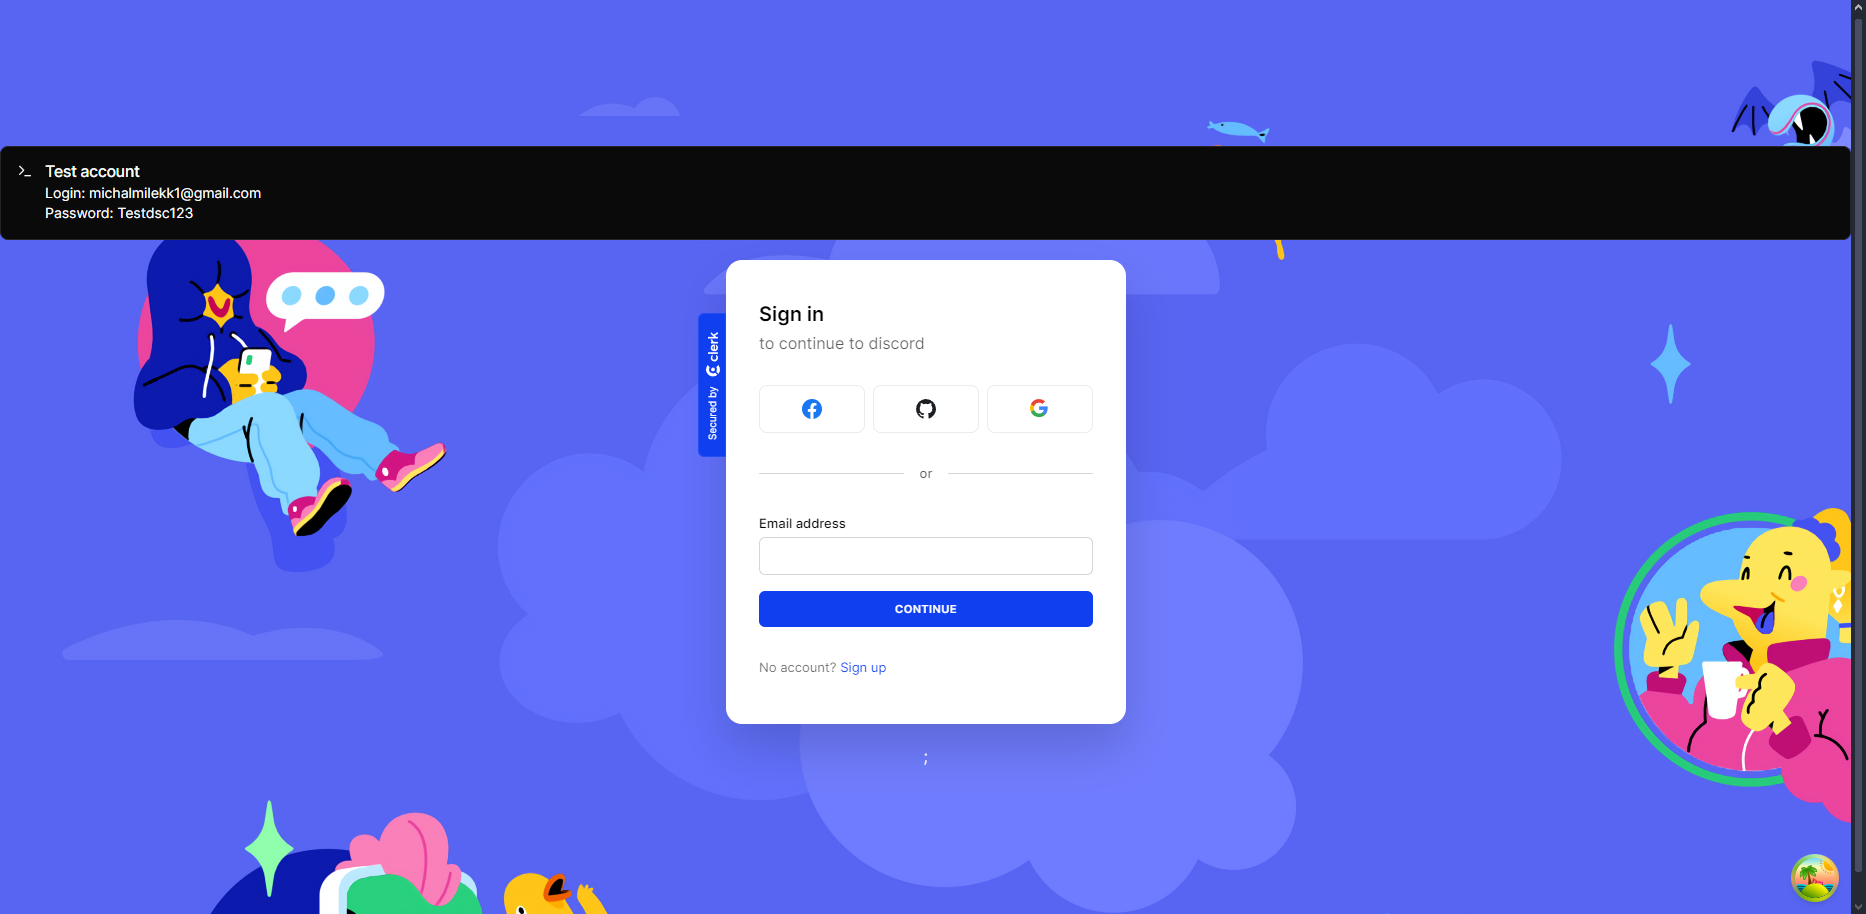 Test account
Login: michalmilekk1@gmail.com
Password: Testdsc123
Secured by clerk
Sign in
to continue to discord
or
Email address
CONTINUE
No account? Sign up
;